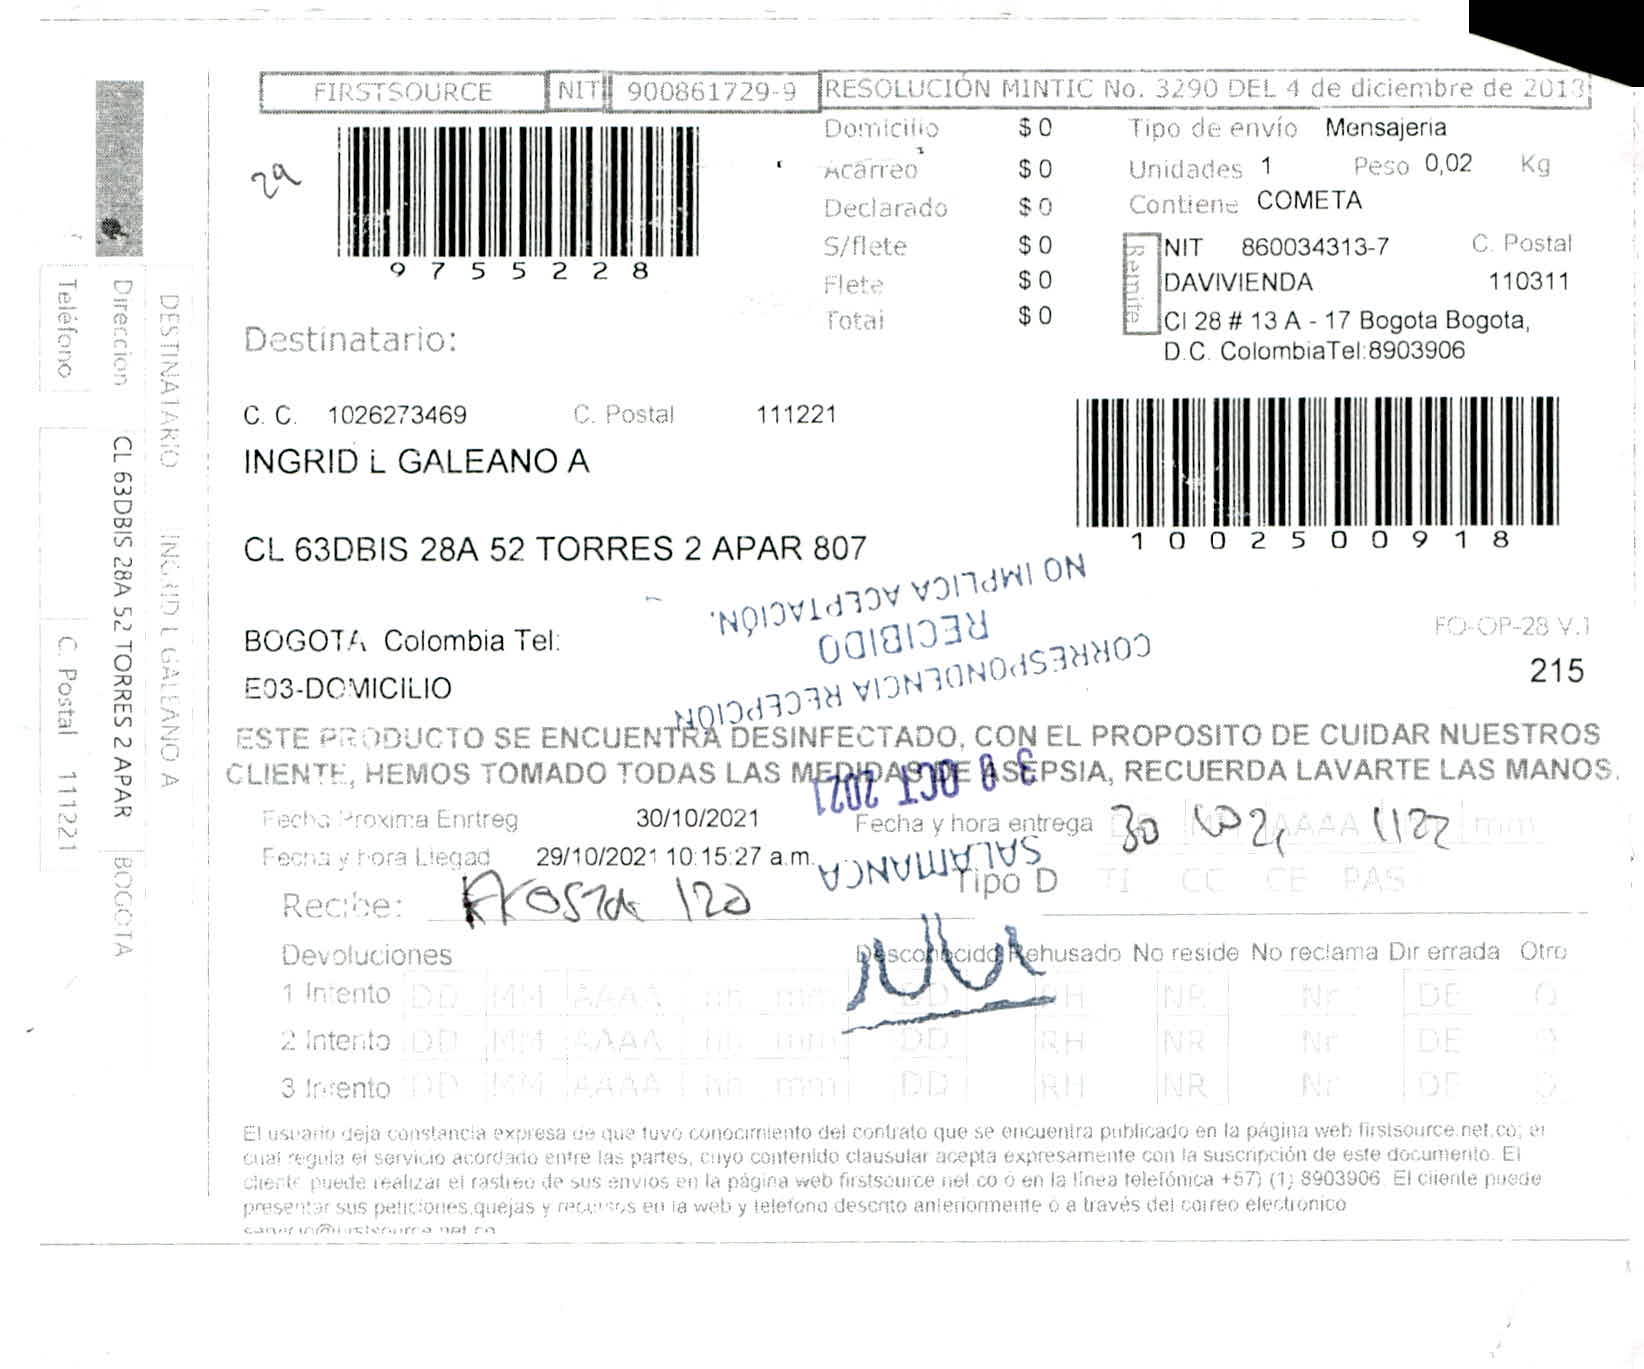 FIRSTSOURCE NIT 900861729-9 RESOLUCIÓN MINTIC No. 3290 DEL 4 de diciembre de 2013
Domicilio $ 0 Tipo de envío Mensajeria
Acarreo $ 0 Unidades 1 Peso 0,02 Kg
Declarado $ 0 Contiene COMETA
S/flete $ 0
Flete $ 0
Total $ 0
29
9755228
Remite
NIT 860034313-7 C. Postal
DAVIVIENDA 110311
Cl 28 # 13 A - 17 Bogota Bogota,
D.C. ColombiaTel:8903906
Destinatario:
C. C. 1026273469 C. Postal 111221
INGRID L GALEANO A
CL 63DBIS 28A 52 TORRES 2 APAR 807
1002500918
BOGOTA Colombia Tel:
E03-DOMICILIO
FO-OP-28 V.1
215
SALAMANCA
30 OCT 2021
CORRESPONDENCIA RECEPCIÓN
RECIBIDO
NO IMPLICA ACEPTACIÓN.
ESTE PRODUCTO SE ENCUENTRA DESINFECTADO, CON EL PROPOSITO DE CUIDAR NUESTROS
CLIENTE, HEMOS TOMADO TODAS LAS MEDIDAS DE ASEPSIA, RECUERDA LAVARTE LAS MANOS.
Fecha Proxima Enrtreg 30/10/2021 Fecha y hora entrega 30 AAAA 1122 mm
Fecha y hora Llegad 29/10/2021 10:15:27 a.m.
Tipo D TI CC CE PAS
Recibe: 120
Devoluciones Desconocido Rehusado No reside No reclama Dir errada Otro
1 Intento DD MM AAAA hh mm DD RH NR Nr DE O
2 Intento DD MM AAAA hh mm DD RH NR Nr DE O
3 Intento DD MM AAAA hh mm DD RH NR Nr DE O
El usuario deja constancia expresa de que tuvo conocimiento del contrato que se encuentra publicado en la página web firstsource.net.co; el
cual regula el servicio acordado entre las partes, cuyo contenido clausular acepta expresamente con la suscripción de este documento. El
cliente puede realizar el rastreo de sus envios en la página web firstsource.net.co ó en la línea telefónica +57) (1) 8903906. El cliente puede
presentar sus peticiones,quejas y recursos en la web y telefono descrito anteriormente o a través del correo electrónico
servicio@firstsource.net.co
DESTINATARIO INGRID L GALEANO A
Direccion CL 63DBIS 28A 52 TORRES 2 APAR BOGOTA
Teléfono C. Postal 111221